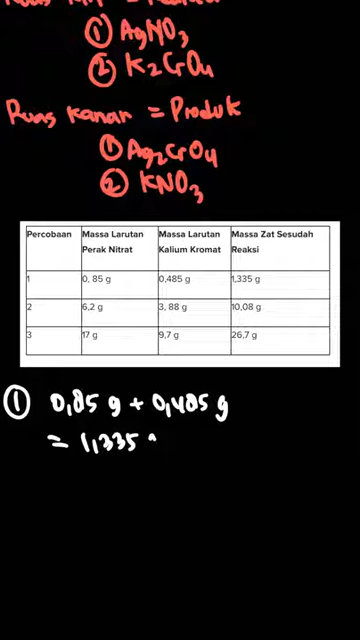 ① AgNO3
② K2CrO4
Ruas Kanan = Produk
① Ag2CrO4
② KNO3
Percobaan Massa Larutan Perak Nitrat Massa Larutan Kalium Kromat Massa Zat Sesudah Reaksi
1 0, 85 g 0,485 g 1,335 g
2 6,2 g 3, 88 g 10,08 g
3 17 g 9,7 g 26,7 g
① 0,85 g + 0,485 g
= 1,335